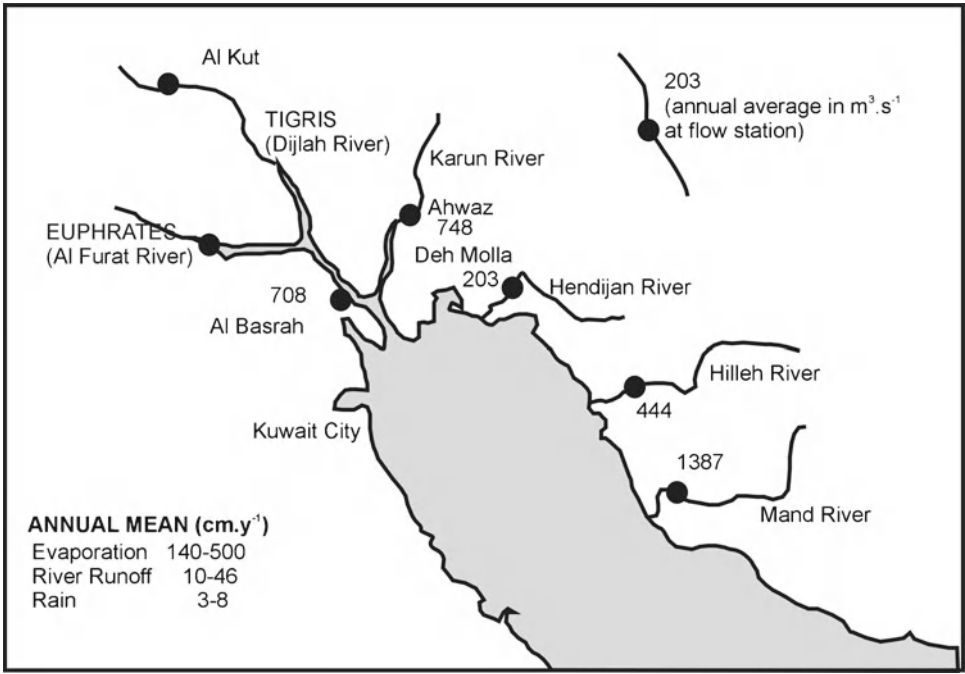 Al Kut
TIGRIS
(Dijlah River)
203
(annual average in m³.s⁻¹
at flow station)
Karun River
EUPHRATES
(Al Furat River)
Ahwaz
748
Deh Molla
203
Hendijan River
708
Al Basrah
Hilleh River
444
Kuwait City
1387
Mand River
ANNUAL MEAN (cm.y⁻¹)
Evaporation 140-500
River Runoff 10-46
Rain 3-8